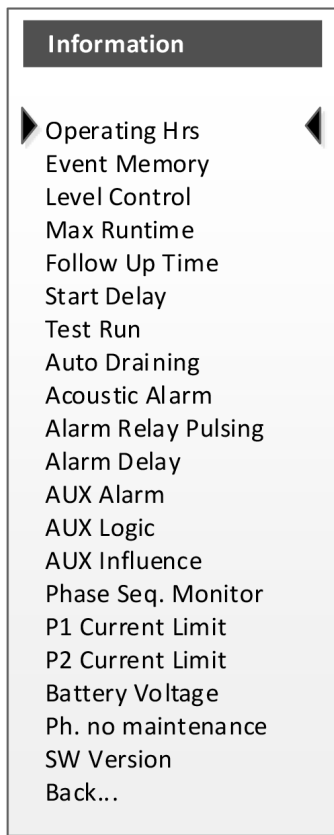 Information
Operating Hrs
Event Memory
Level Control
Max Runtime
Follow Up Time
Start Delay
Test Run
Auto Draining
Acoustic Alarm
Alarm Relay Pulsing
Alarm Delay
AUX Alarm
AUX Logic
AUX Influence
Phase Seq. Monitor
P1 Current Limit
P2 Current Limit
Battery Voltage
Ph. no maintenance
SW Version
Back...